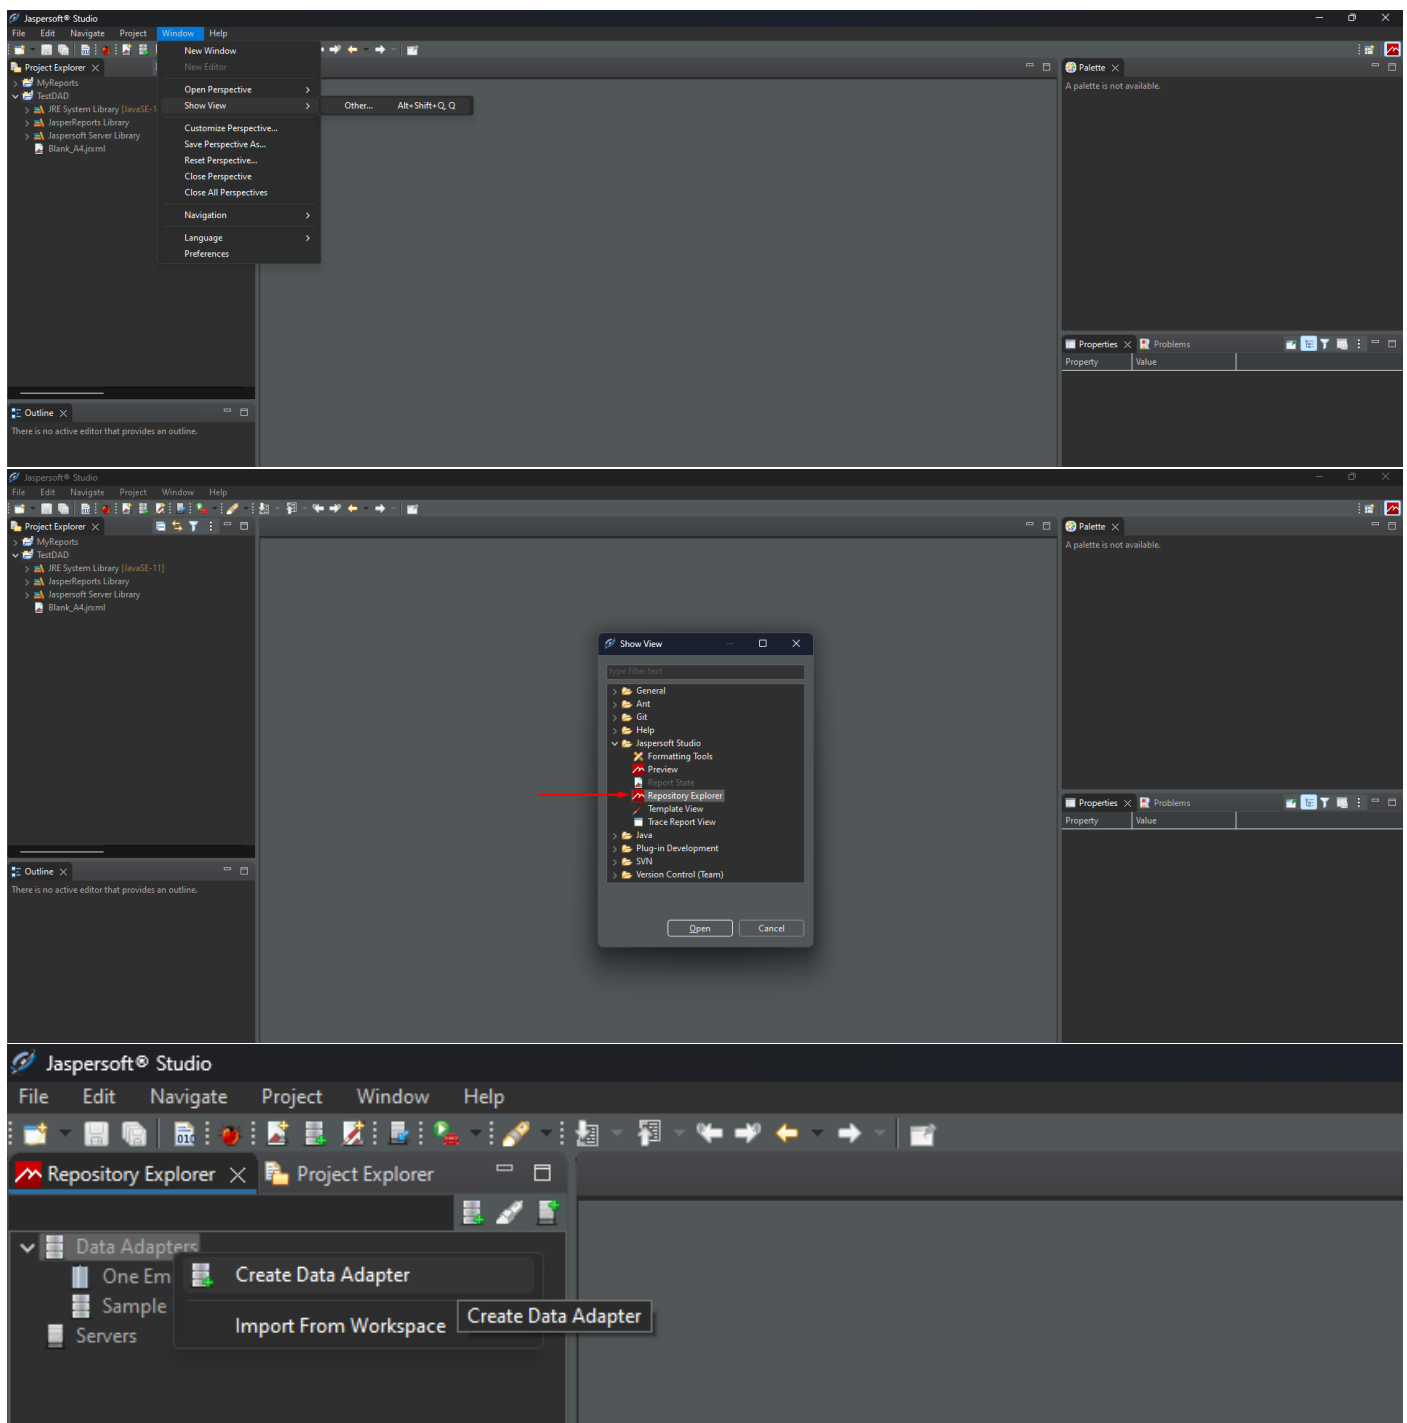 Jaspersoft® Studio
File Edit Navigate Project Window Help
New Window
Project Explorer
New Editor
Palette
MyReports
A palette is not available.
TestDAD
Open Perspective
JRE System Library [JavaSE-1
Show View
Other... Alt+Shift+Q, Q
JasperReports Library
Customize Perspective...
Jaspersoft Server Library
Save Perspective As...
Blank_A4.jrxml
Reset Perspective...
Close Perspective
Close All Perspectives
Navigation
Language
Preferences
Properties Problems
Property Value
Outline
There is no active editor that provides an outline.
Jaspersoft® Studio
File Edit Navigate Project Window Help
Project Explorer
Palette
MyReports
A palette is not available.
TestDAD
JRE System Library [JavaSE-11]
JasperReports Library
Jaspersoft Server Library
Blank_A4.jrxml
Show View
type filter text
General
Ant
Git
Help
Jaspersoft Studio
Formatting Tools
Preview
Report State
Repository Explorer
Template View
Trace Report View
Java
Plug-in Development
SVN
Version Control (Team)
Open Cancel
Properties Problems
Property Value
Outline
There is no active editor that provides an outline.
Jaspersoft® Studio
File Edit Navigate Project Window Help
010
Repository Explorer Project Explorer
Data Adapters
One Em
Create Data Adapter
Sample
Import From Workspace
Create Data Adapter
Servers